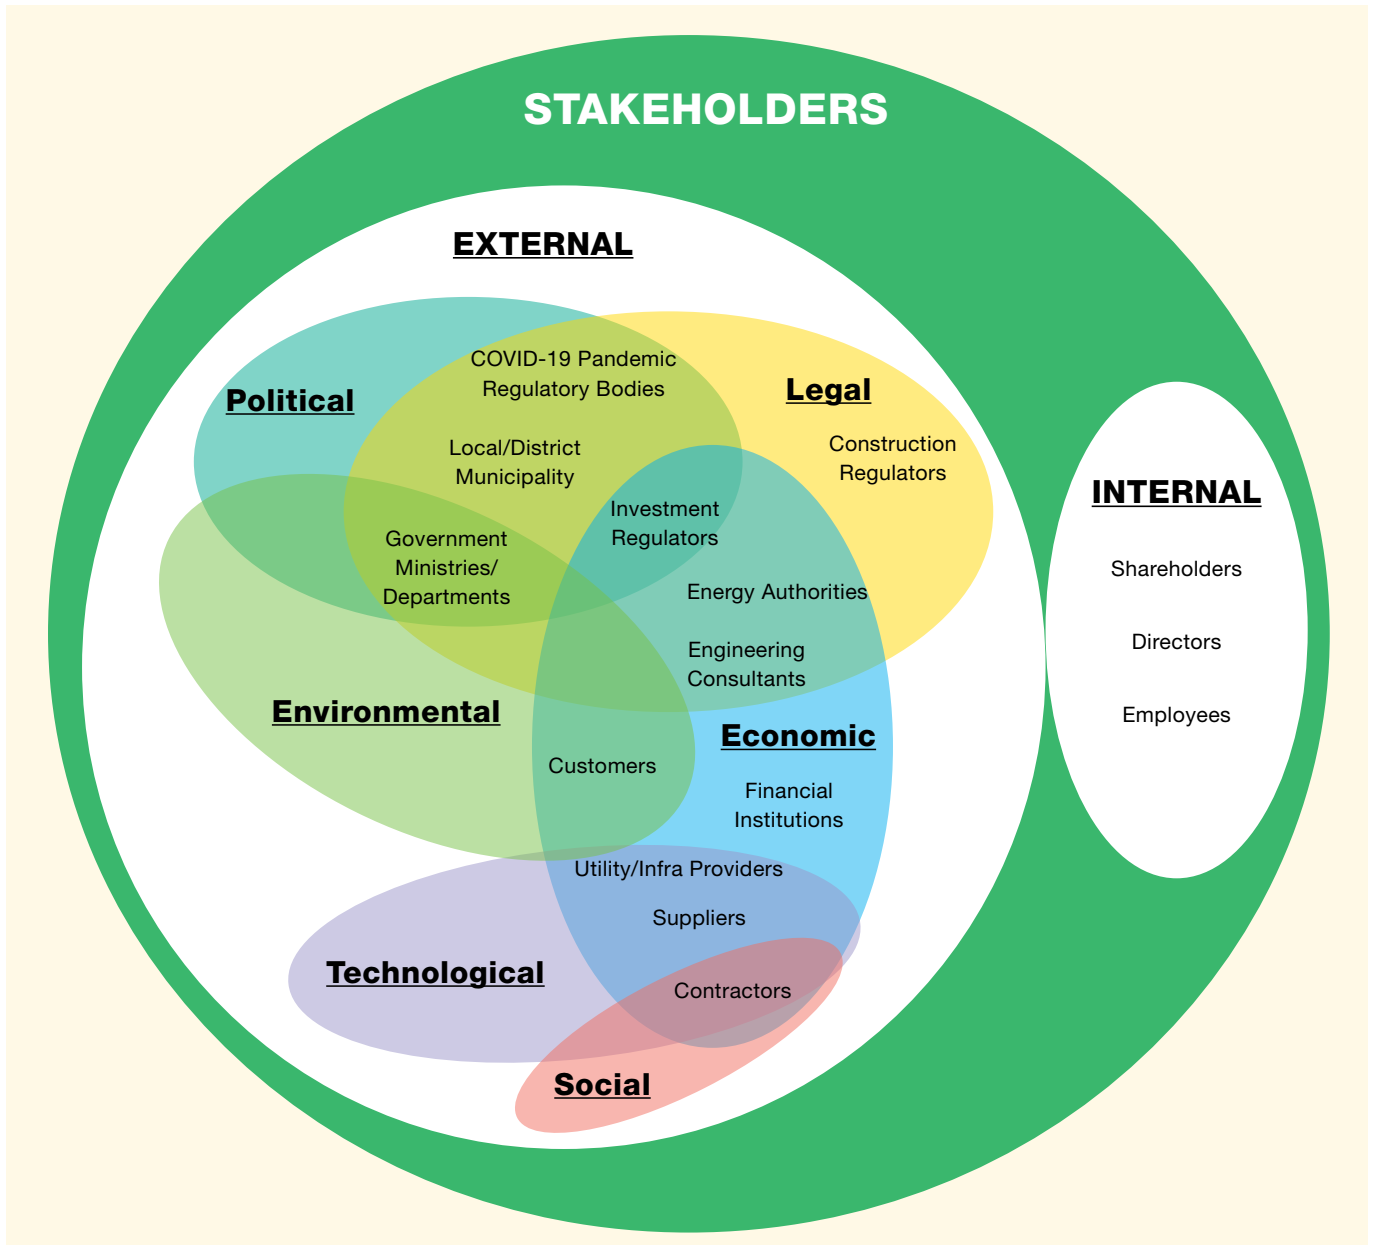 STAKEHOLDERS
EXTERNAL
Political
COVID-19 Pandemic
Regulatory Bodies
Legal
Construction
Regulators
Local/District
Municipality
Investment
Regulators
Government
Ministries/
Departments
Energy Authorities
Engineering
Consultants
Environmental
Economic
Customers
Financial
Institutions
Utility/Infra Providers
Suppliers
Technological
Contractors
Social
INTERNAL
Shareholders
Directors
Employees